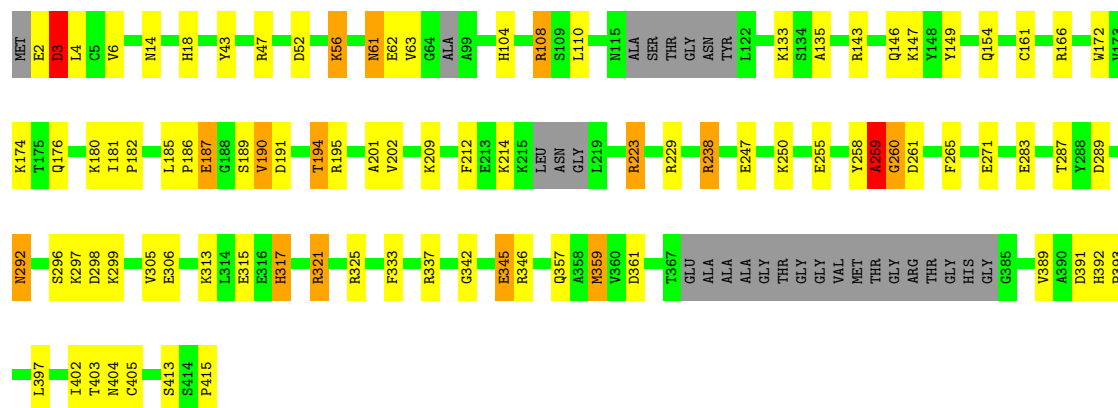 MET E2 D3 L4 C5 V6 N14 H18 Y43 R47 D52 K56 N61 E62 V63 G64 ALA A99 H104 R108 S109 L110 N115 ALA SER THR GLY ASN TYR L122 K133 S134 A135 R143 Q146 K147 Y148 Y149 Q154 C161 R166 W172 V173
K174 T175 Q176 K180 I181 P182 L185 P186 E187 G188 S189 V190 D191 T194 R195 A201 V202 K209 F212 E213 K214 K215 LEU ASN GLY L219 R223 R229 R238 E247 K250 E255 Y258 A259 G260 D261 F265 E271 E283 T287 Y288 D289
N292 S296 K297 D298 K299 V305 E306 K313 L314 E315 E316 H317 R321 R325 F333 R337 G342 E345 R346 Q357 A358 M359 V360 D361 T367 GLU ALA ALA ALA GLY THR GLY GLY VAL MET THR GLY ARG THR GLY HIS GLY G385 V389 A390 D391 H392 P393
L397 I402 T403 N404 C405 S413 S414 P415